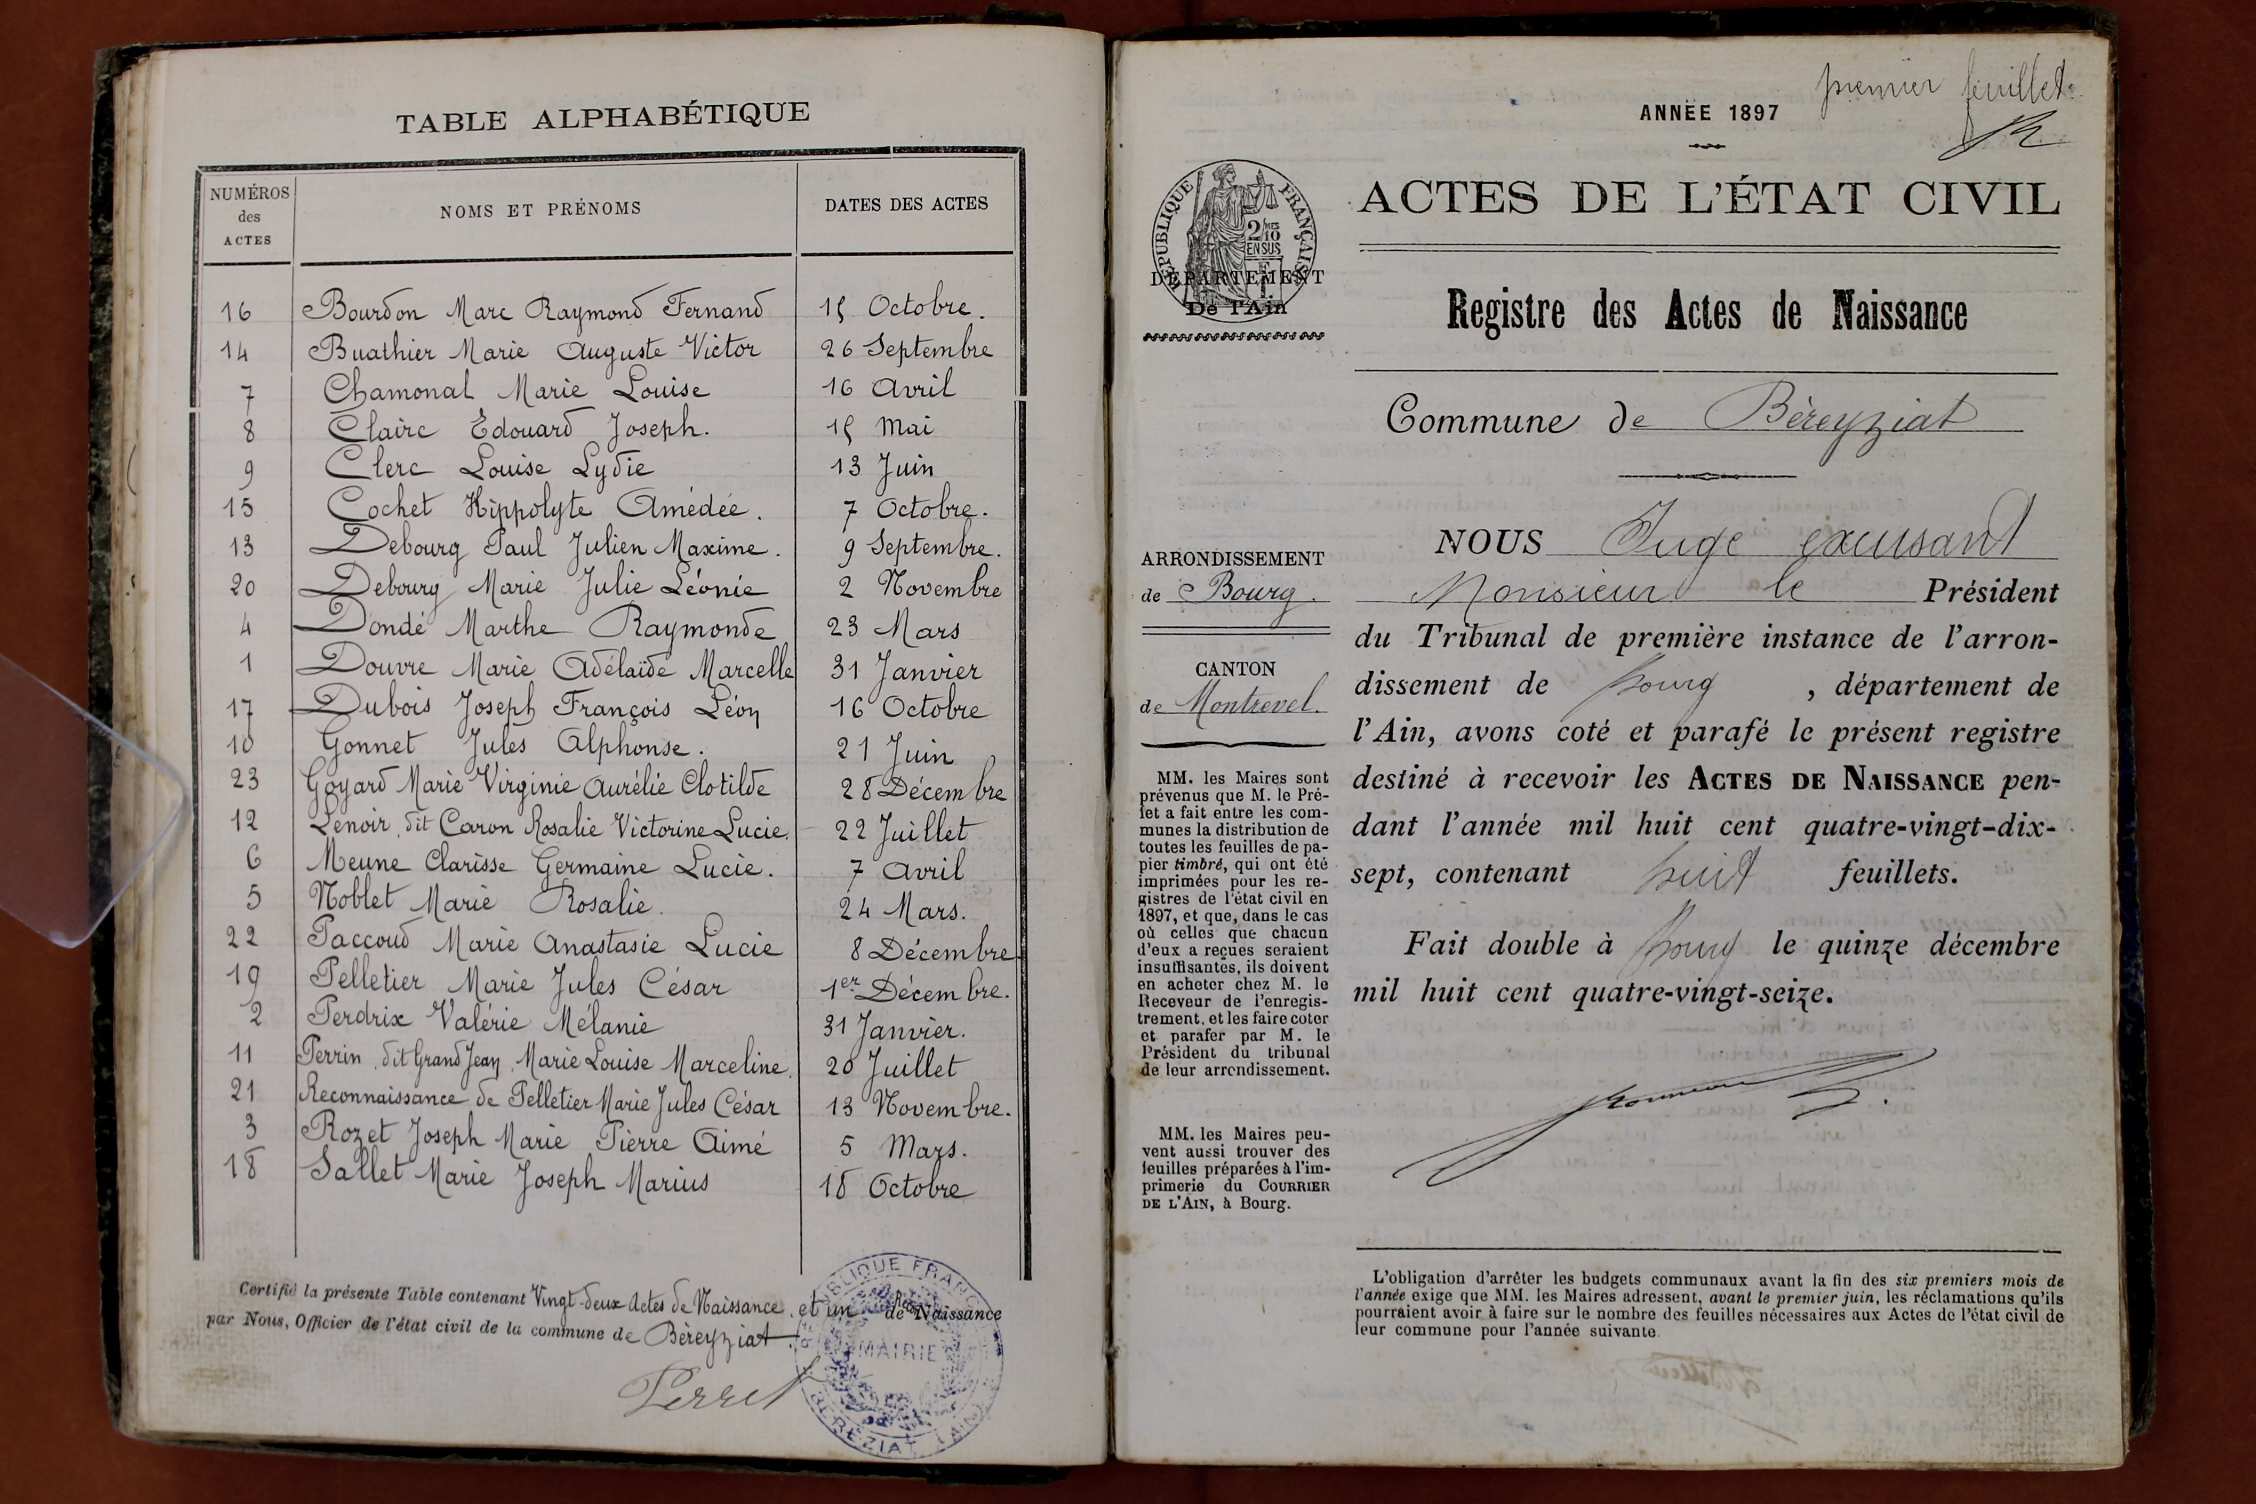 TABLE ALPHABÉTIQUE
NUMÉROS des ACTES NOMS ET PRÉNOMS DATES DES ACTES
16 Bourdon Marc Raymond Fernand 15 Octobre.
14 Buathier Marie Auguste Victor 26 Septembre
7 Chamonal Marie Louise 16 Avril
8 Claire Édouard Joseph. 15 Mai
9 Clerc Louise Lydie 13 Juin
15 Cochet Hippolyte Amédée. 7 Octobre.
13 Debourg Paul Julien Maxime. 9 Septembre.
20 Debourg Marie Julie Léonie 2 Novembre
4 Dondé Marthe Raymonde 23 Mars
1 Douvre Marie Adélaïde Marcelle 31 Janvier
17 Dubois Joseph François Léon 16 Octobre
10 Gonnet Jules Alphonse. 21 Juin
23 Goyard Marie Virginie Aurélie Clotilde 28 Décembre
12 Lenoir, dit Caron Rosalie Victorine Lucie. 22 Juillet
6 Meune Clarisse Germaine Lucie. 7 Avril
5 Noblet Marie Rosalie. 24 Mars.
22 Paccoud Marie Anastasie Lucie 8 Décembre
19 Pelletier Marie Jules César 1er Décembre.
2 Perdrix Valérie Mélanie 31 Janvier.
11 Perrin, dit Grand Jean, Marie Louise Marceline. 20 Juillet
21 Reconnaissance de Pelletier Marie Jules César 13 Novembre.
3 Rozet Joseph Marie Pierre Aimé 5 Mars.
18 Sallet Marie Joseph Marius 18 Octobre
Certifié la présente Table contenant Vingt-deux Actes de Naissance, et un de Naissance
par Nous, Officier de l'état civil de la commune de Béreyziat.
MAIRIE
BEREZIAT (AIN)
Perret
premier feuillet
ANNÉE 1897
RÉPUBLIQUE FRANÇAISE
2/10 EN SUS
ACTES DE L'ÉTAT CIVIL
DÉPARTEMENT
De l'Ain
Registre des Actes de Naissance
Commune de Béreyziat
ARRONDISSEMENT
de Bourg.
CANTON
de Montrevel.
MM. les Maires sont
prévenus que M. le Pré-
fet a fait entre les com-
munes la distribution de
toutes les feuilles de pa-
pier timbré, qui ont été
imprimées pour les re-
gistres de l'état civil en
1897, et que, dans le cas
où celles que chacun
d'eux a reçues seraient
insuffisantes, ils doivent
en acheter chez M. le
Receveur de l'enregis-
trement, et les faire coter
et parafer par M. le
Président du tribunal
de leur arrondissement.
MM. les Maires peu-
vent aussi trouver des
feuilles préparées à l'im-
primerie du COURRIER
DE L'AIN, à Bourg.
NOUS Juge excusant
Monsieur le Président
du Tribunal de première instance de l'arron-
dissement de Bourg, département de
l'Ain, avons coté et parafé le présent registre
destiné à recevoir les ACTES DE NAISSANCE pen-
dant l'année mil huit cent quatre-vingt-dix-
sept, contenant huit feuillets.
Fait double à Bourg le quinze décembre
mil huit cent quatre-vingt-seize.
L'obligation d'arrêter les budgets communaux avant la fin des six premiers mois de
l'année exige que MM. les Maires adressent, avant le premier juin, les réclamations qu'ils
pourraient avoir à faire sur le nombre des feuilles nécessaires aux Actes de l'état civil de
leur commune pour l'année suivante.